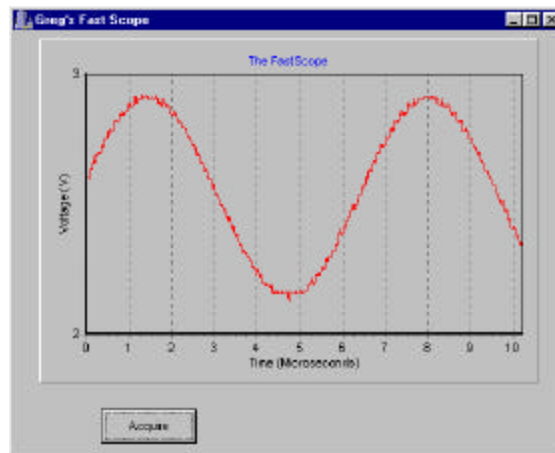 Greg's Fast Scope
The FastScope
3
Voltage (V)
2
0 1 2 3 4 5 6 7 8 9 10
Time (Microseconds)
Acquire